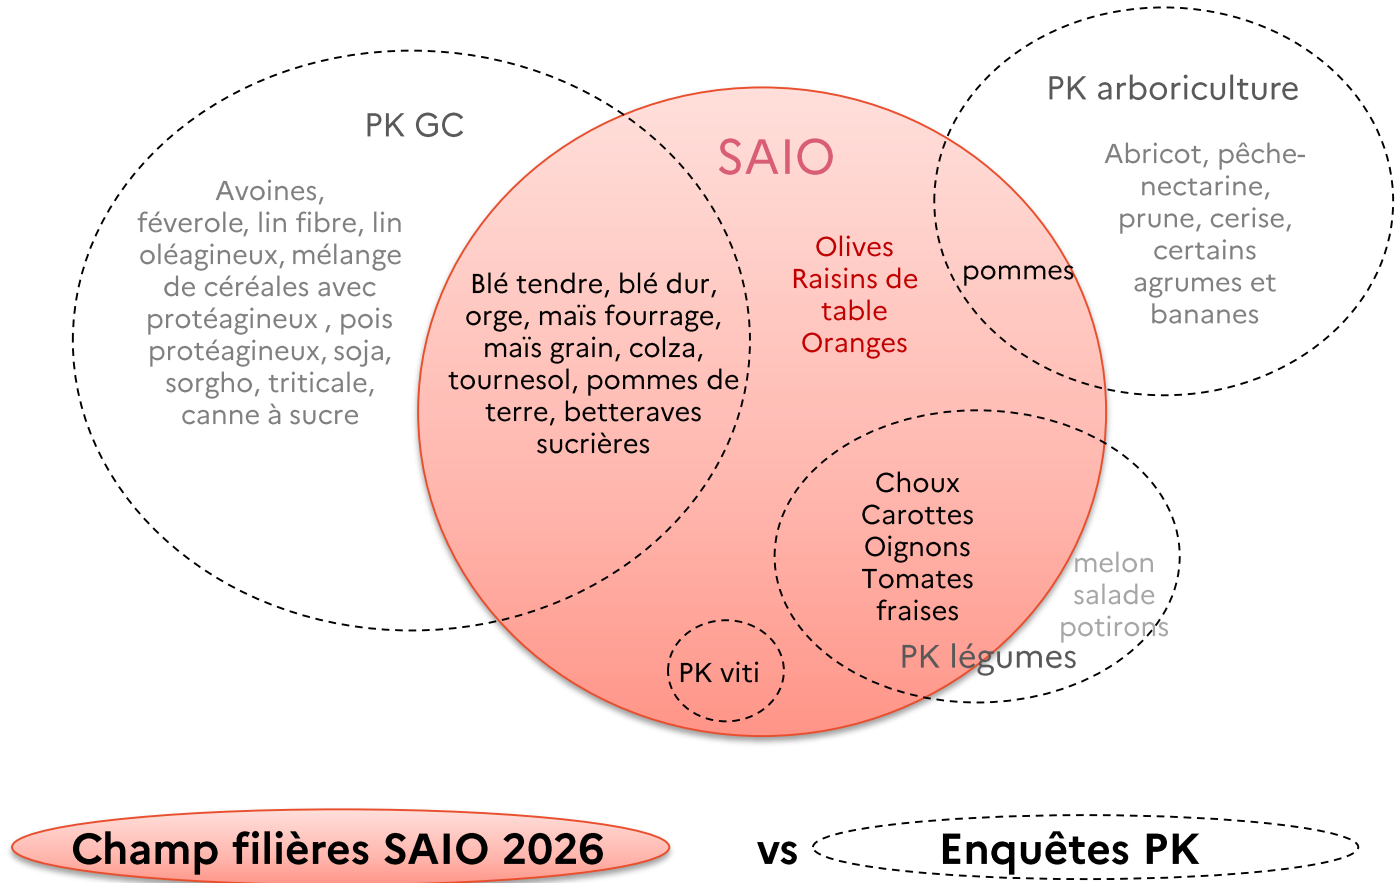 PK GC
Avoines,
féverole, lin fibre, lin
oléagineux, mélange
de céréales avec
protéagineux , pois
protéagineux, soja,
sorgho, triticale,
canne à sucre
Blé tendre, blé dur,
orge, maïs fourrage,
maïs grain, colza,
tournesol, pommes de
terre, betteraves
sucrières
SAIO
Olives
Raisins de
table
Oranges
PK arboriculture
Abricot, pêche-
nectarine,
prune, cerise,
certains
agrumes et
bananes
pommes
Choux
Carottes
Oignons
Tomates
fraises
melon
salade
potirons
PK légumes
PK viti
Champ filières SAIO 2026
vs
Enquêtes PK